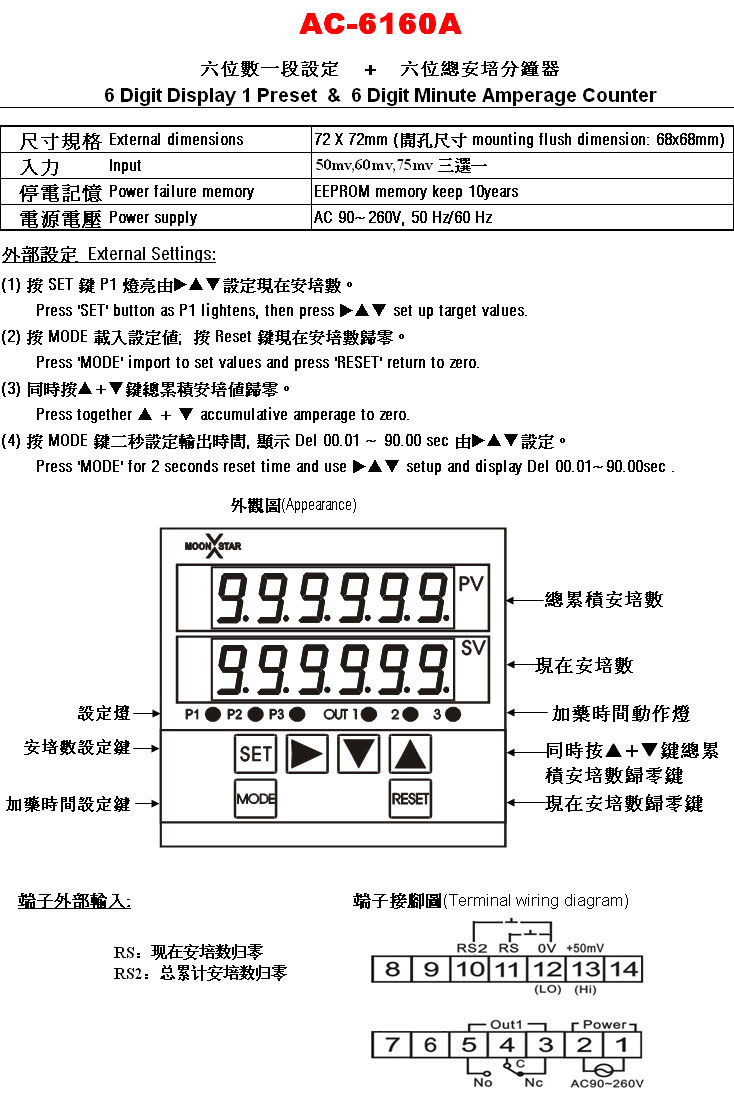 AC-6160A
六位數一段設定 + 六位總安培分鐘器
6 Digit Display 1 Preset & 6 Digit Minute Amperage Counter
尺寸規格 External dimensions 72 X 72mm (開孔尺寸 mounting flush dimension: 68x68mm)
入力 Input 50mv,60mv,75mv 三選一
停電記憶 Power failure memory EEPROM memory keep 10years
電源電壓 Power supply AC 90~260V, 50 Hz/60 Hz
外部設定 External Settings:
(1) 按 SET 鍵 P1 燈亮由▶▲▼設定現在安培數。
Press 'SET' button as P1 lightens, then press ▶▲▼ set up target values.
(2) 按 MODE 載入設定値; 按 Reset 鍵現在安培數歸零。
Press 'MODE' import to set values and press 'RESET' return to zero.
(3) 同時按▲+▼鍵總累積安培値歸零。
Press together ▲ + ▼ accumulative amperage to zero.
(4) 按 MODE 鍵二秒設定輸出時間, 顯示 Del 00.01 ~ 90.00 sec 由▶▲▼設定。
Press 'MODE' for 2 seconds reset time and use ▶▲▼ setup and display Del 00.01~90.00sec .
外觀圖(Appearance)
MOON STAR
9.9.9.9.9.9. PV
總累積安培數
9.9.9.9.9.9. SV
現在安培數
設定燈
P1 P2 P3 OUT 1 2 3
加藥時間動作燈
安培數設定鍵
SET ▶ ▼ ▲
同時按▲+▼鍵總累
積安培數歸零鍵
加藥時間設定鍵
MODE RESET
現在安培數歸零鍵
端子外部輸入:
RS：现在安培数归零
RS2：总累计安培数归零
端子接腳圖(Terminal wiring diagram)
RS2 RS 0V +50mV
8 9 10 11 12 13 14
(LO) (Hi)
Out1 Power
7 6 5 4 3 2 1
No C Nc AC90~260V